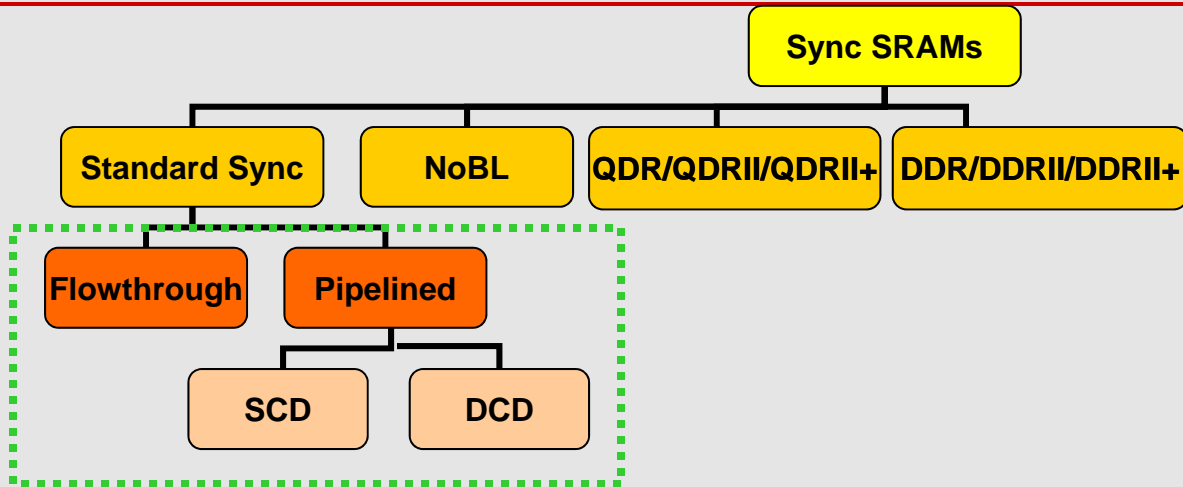 Sync SRAMs
Standard Sync
NoBL
QDR/QDRII/QDRII+
DDR/DDRII/DDRII+
Flowthrough
Pipelined
SCD
DCD